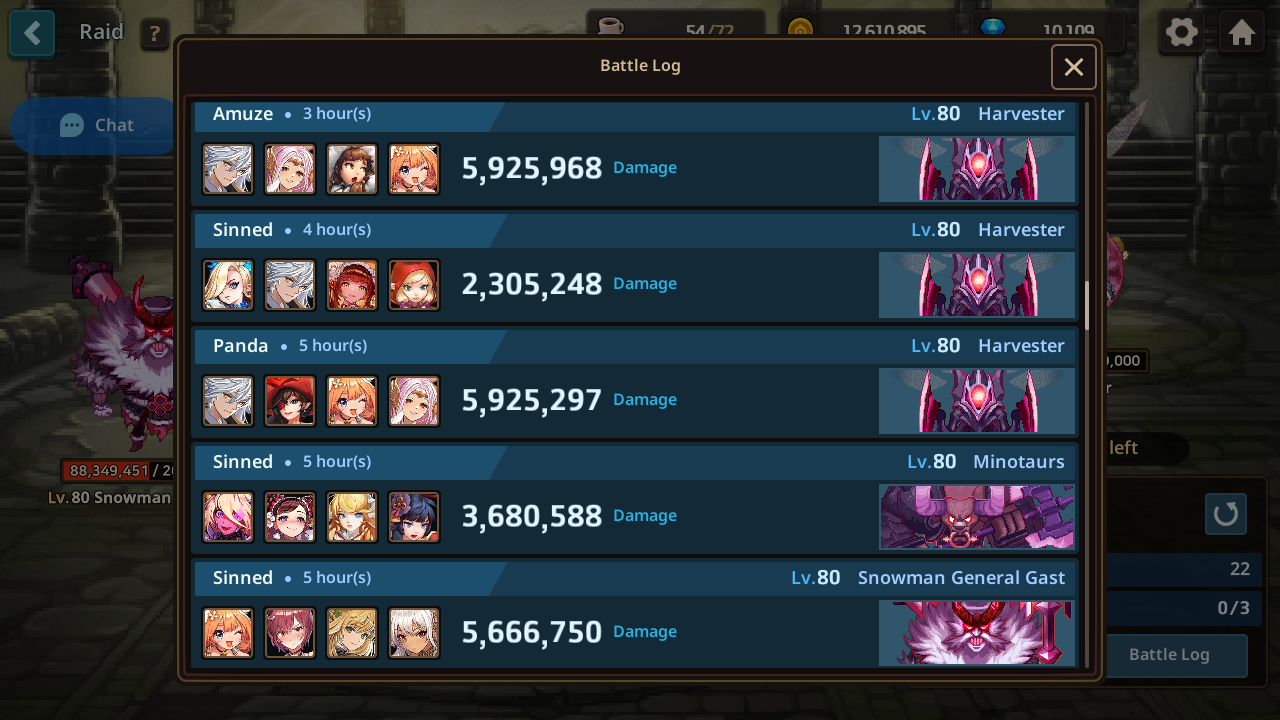 Raid ? 54/72 12,610,895 10,109
Battle Log
Chat
Amuze • 3 hour(s) Lv.80 Harvester
5,925,968 Damage
Sinned • 4 hour(s) Lv.80 Harvester
2,305,248 Damage
Panda • 5 hour(s) Lv.80 Harvester
5,925,297 Damage
Sinned • 5 hour(s) Lv.80 Minotaurs
3,680,588 Damage
Sinned • 5 hour(s) Lv.80 Snowman General Gast
5,666,750 Damage
88,349,451 / 20
Lv.80 Snowman
0,000
r
left
22
0/3
Battle Log